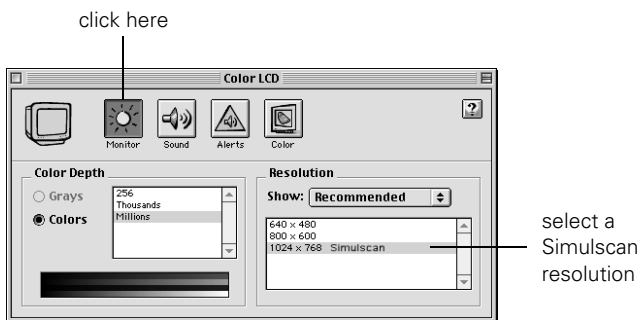 click here
Color LCD
Monitor Sound Alerts Color
?
Color Depth
Grays
Colors
256
Thousands
Millions
Resolution
Show: Recommended
640 x 480
800 x 600
1024 x 768 Simulscan
select a
Simulscan
resolution